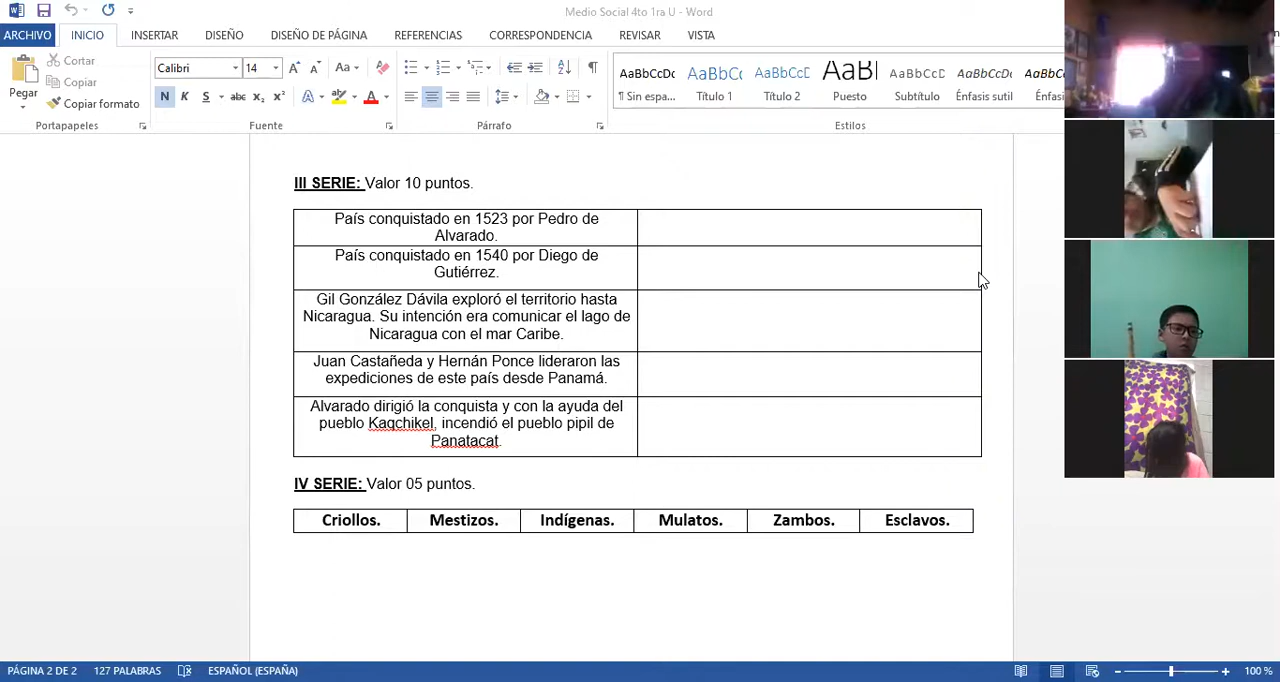 Medio Social 4to 1ra U - Word
ARCHIVO INICIO INSERTAR DISEÑO DISEÑO DE PÁGINA REFERENCIAS CORRESPONDENCIA REVISAR VISTA
Pegar
Cortar
Copiar
Copiar formato
Portapapeles
Calibri 14
N K S abc x₂ x²
Fuente
Párrafo
AaBbCcDc AaBbCc AaBbCcD AaBl AaBbCcD AaBbCcDc AaBbCc
¶ Sin espa... Título 1 Título 2 Puesto Subtítulo Énfasis sutil Énfas
Estilos
III SERIE: Valor 10 puntos.
País conquistado en 1523 por Pedro de
Alvarado.
País conquistado en 1540 por Diego de
Gutiérrez.
Gil González Dávila exploró el territorio hasta
Nicaragua. Su intención era comunicar el lago de
Nicaragua con el mar Caribe.
Juan Castañeda y Hernán Ponce lideraron las
expediciones de este país desde Panamá.
Alvarado dirigió la conquista y con la ayuda del
pueblo Kaqchikel, incendió el pueblo pipil de
Panatacat.
IV SERIE: Valor 05 puntos.
Criollos. Mestizos. Indígenas. Mulatos. Zambos. Esclavos.
PÁGINA 2 DE 2 127 PALABRAS ESPAÑOL (ESPAÑA) 100 %